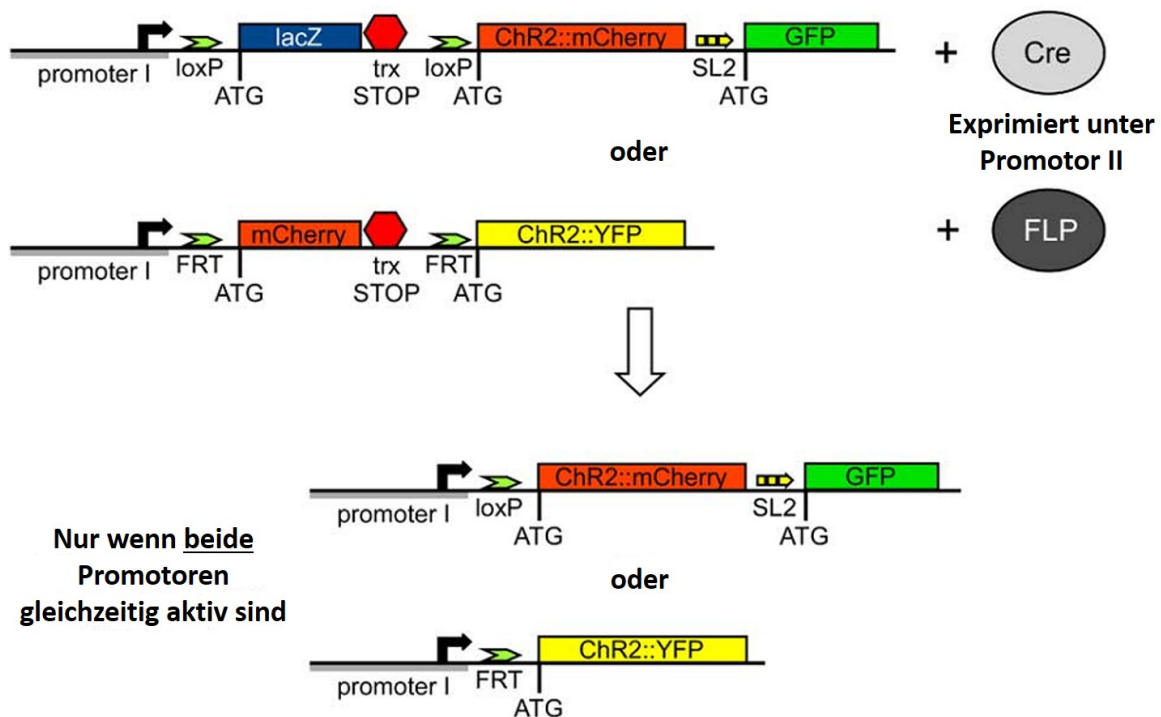 lacZ ChR2::mCherry GFP
promoter I loxP trx loxP SL2
ATG STOP ATG ATG
+ Cre
Exprimiert unter
Promotor II
oder
mCherry ChR2::YFP
promoter I FRT trx FRT
ATG STOP ATG
+ FLP
ChR2::mCherry GFP
promoter I loxP SL2
ATG ATG
Nur wenn beide
Promotoren
gleichzeitig aktiv sind
oder
ChR2::YFP
promoter I FRT
ATG